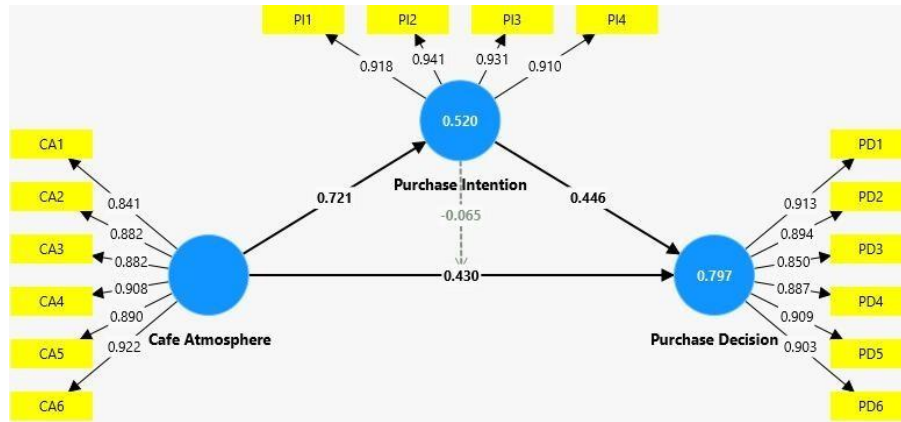 PI1 PI2 PI3 PI4
0.918 0.941 0.931 0.910
0.520
Purchase Intention
CA1
CA2
CA3
CA4
CA5
CA6
0.841
0.882
0.882
0.908
0.890
0.922
Cafe Atmosphere
0.721
-0.065
0.446
0.430
0.797
Purchase Decision
0.913
0.894
0.850
0.887
0.909
0.903
PD1
PD2
PD3
PD4
PD5
PD6